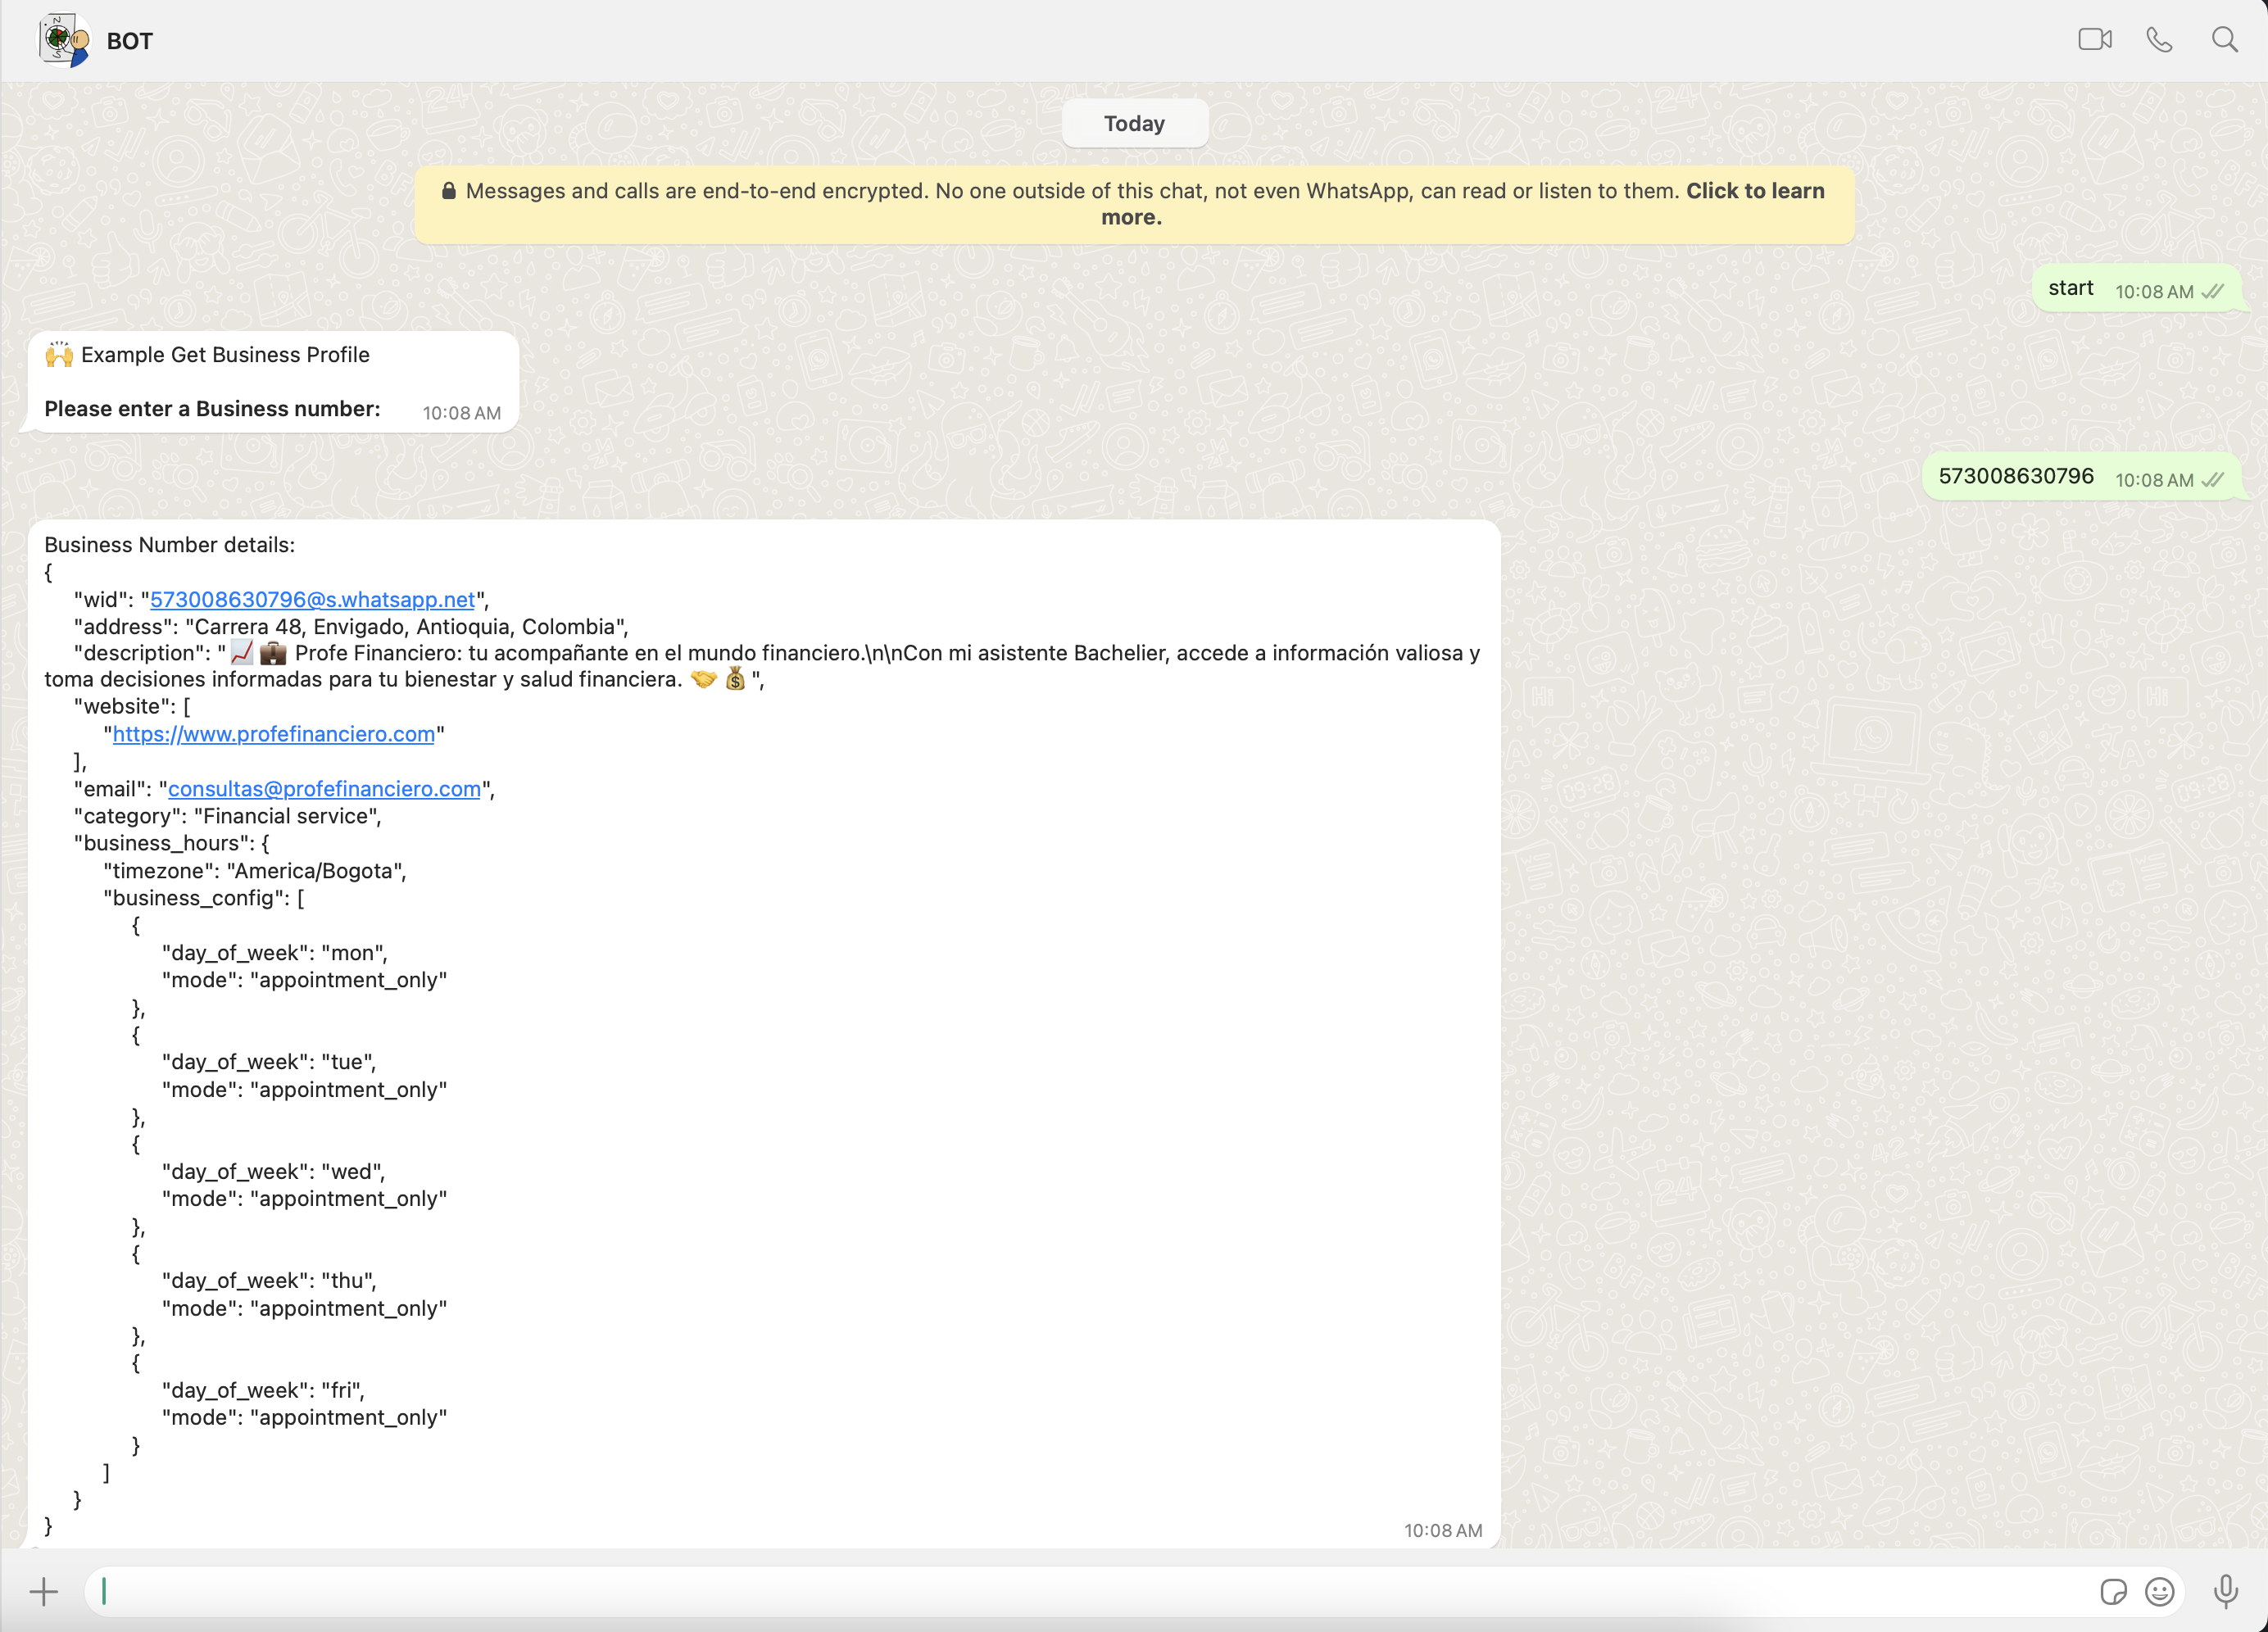 BOT
Today
Messages and calls are end-to-end encrypted. No one outside of this chat, not even WhatsApp, can read or listen to them. Click to learn
more.
start 10:08 AM
🙌 Example Get Business Profile
Please enter a Business number: 10:08 AM
573008630796 10:08 AM
Business Number details:
{
"wid": "573008630796@s.whatsapp.net",
"address": "Carrera 48, Envigado, Antioquia, Colombia",
"description": "📈 💼 Profe Financiero: tu acompañante en el mundo financiero.\n\nCon mi asistente Bachelier, accede a información valiosa y
toma decisiones informadas para tu bienestar y salud financiera. 🤝 💰 ",
"website": [
"https://www.profefinanciero.com"
],
"email": "consultas@profefinanciero.com",
"category": "Financial service",
"business_hours": {
"timezone": "America/Bogota",
"business_config": [
{
"day_of_week": "mon",
"mode": "appointment_only"
},
{
"day_of_week": "tue",
"mode": "appointment_only"
},
{
"day_of_week": "wed",
"mode": "appointment_only"
},
{
"day_of_week": "thu",
"mode": "appointment_only"
},
{
"day_of_week": "fri",
"mode": "appointment_only"
}
]
}
}
10:08 AM